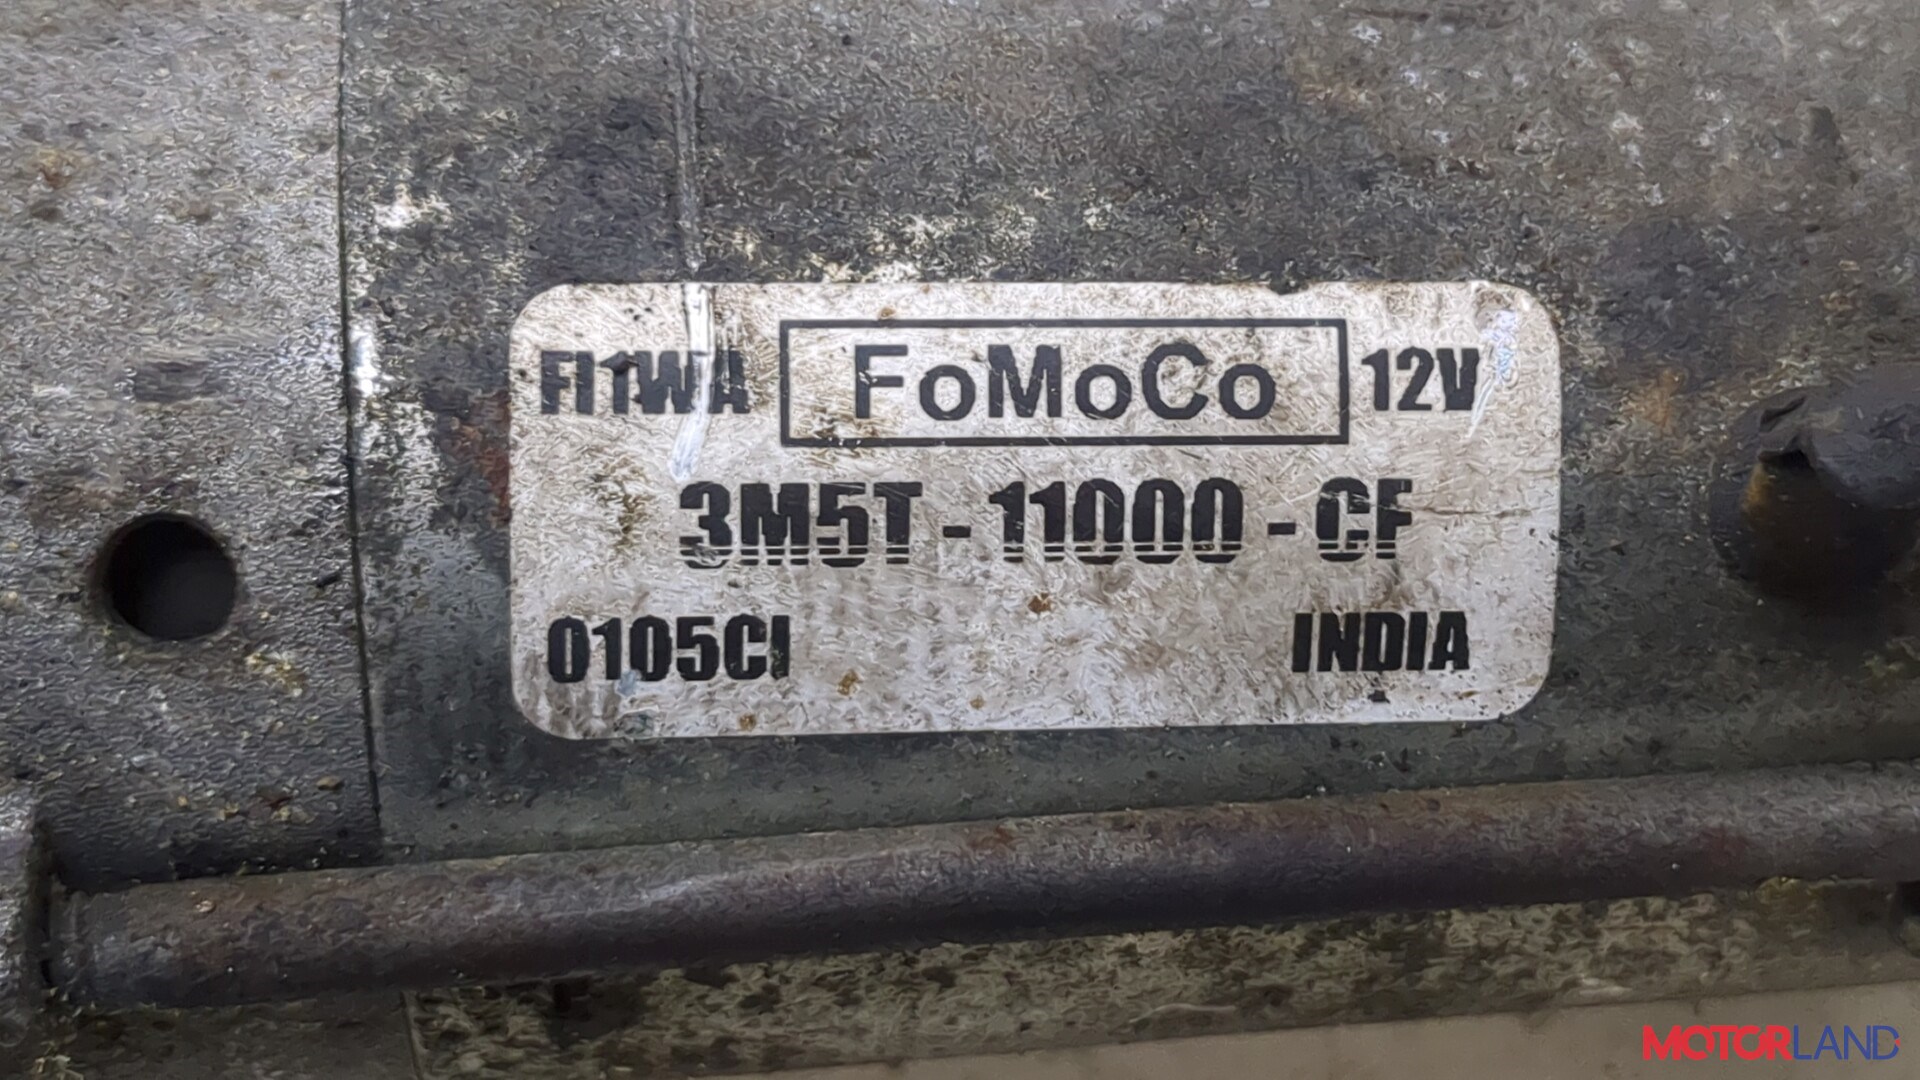 FI1WA FoMoCo 12V
3M5T - 11000 - CF
0105CI INDIA
MOTORLAND